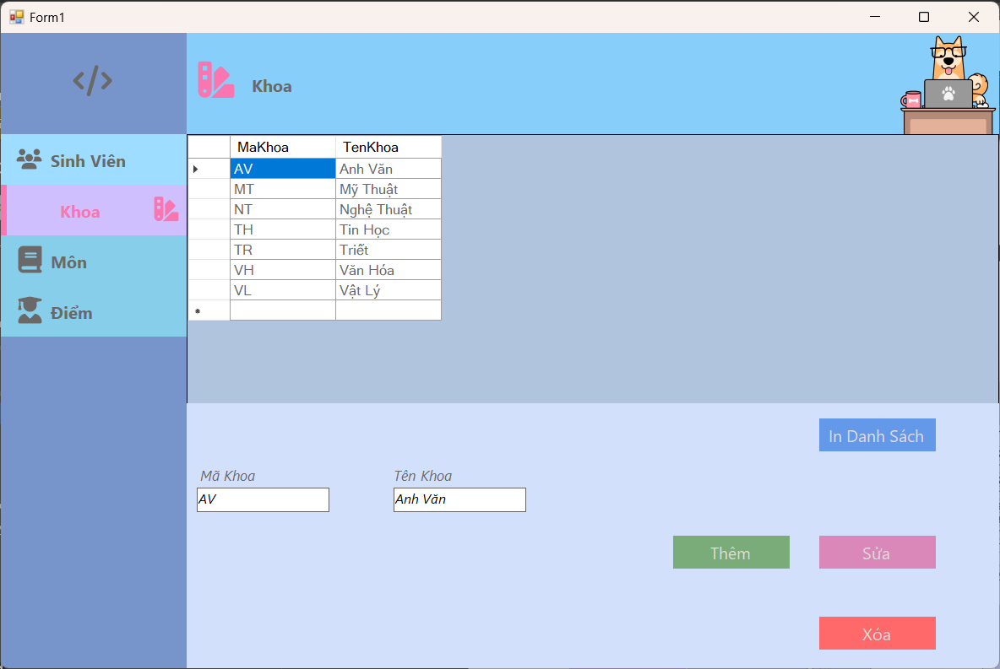 Form1
</>
Khoa
Sinh Viên
Khoa
Môn
Điểm
MaKhoa TenKhoa
AV Anh Văn
MT Mỹ Thuật
NT Nghệ Thuật
TH Tin Học
TR Triết
VH Văn Hóa
VL Vật Lý
In Danh Sách
Mã Khoa Tên Khoa
AV Anh Văn
Thêm Sửa
Xóa